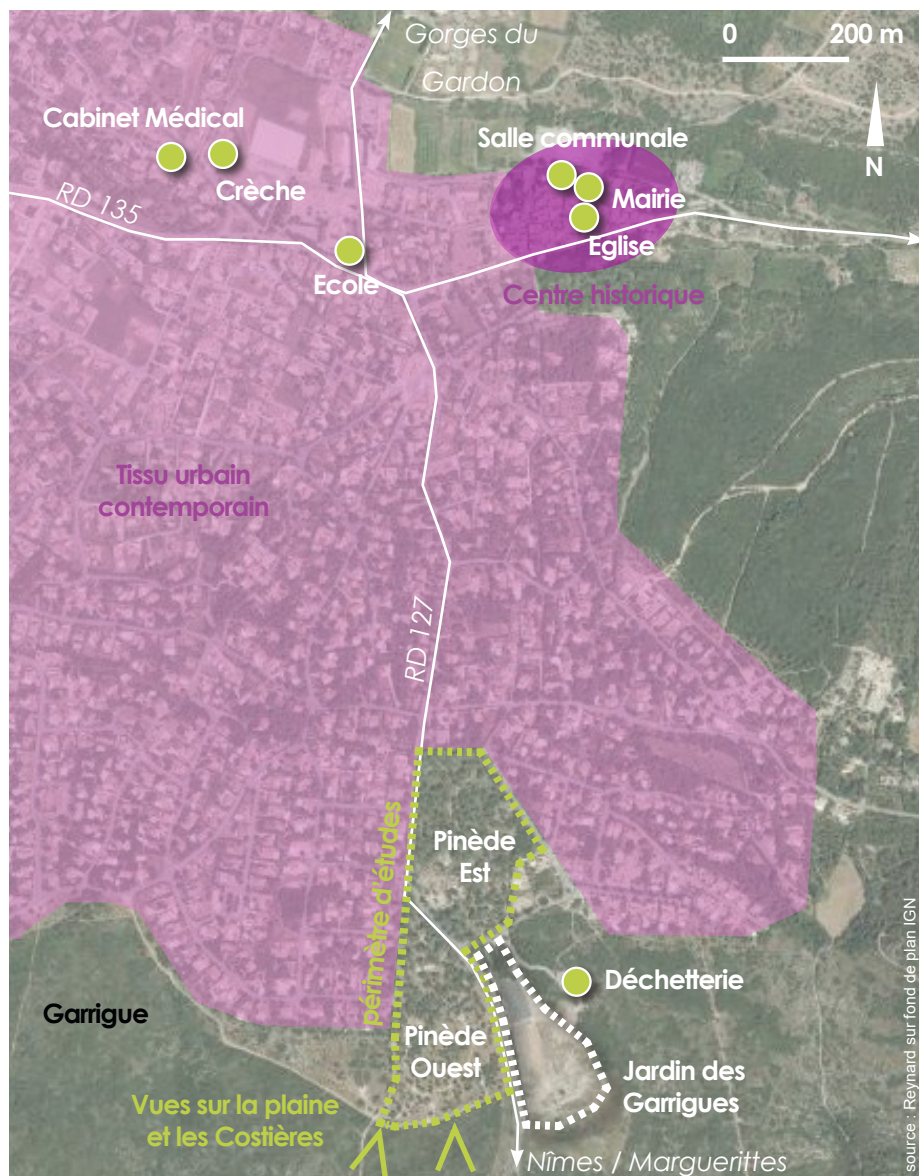 Gorges du
Gardon
0 200 m
N
Cabinet Médical
Crèche
Salle communale
Mairie
Eglise
RD 135
Ecole
Centre historique
Tissu urbain
contemporain
RD 127
périmètre d'études
Pinède
Est
Déchetterie
Garrigue
Pinède
Ouest
Jardin des
Garrigues
Vues sur la plaine
et les Costières
Nîmes / Marguerittes
source : Reynard sur fond de plan IGN